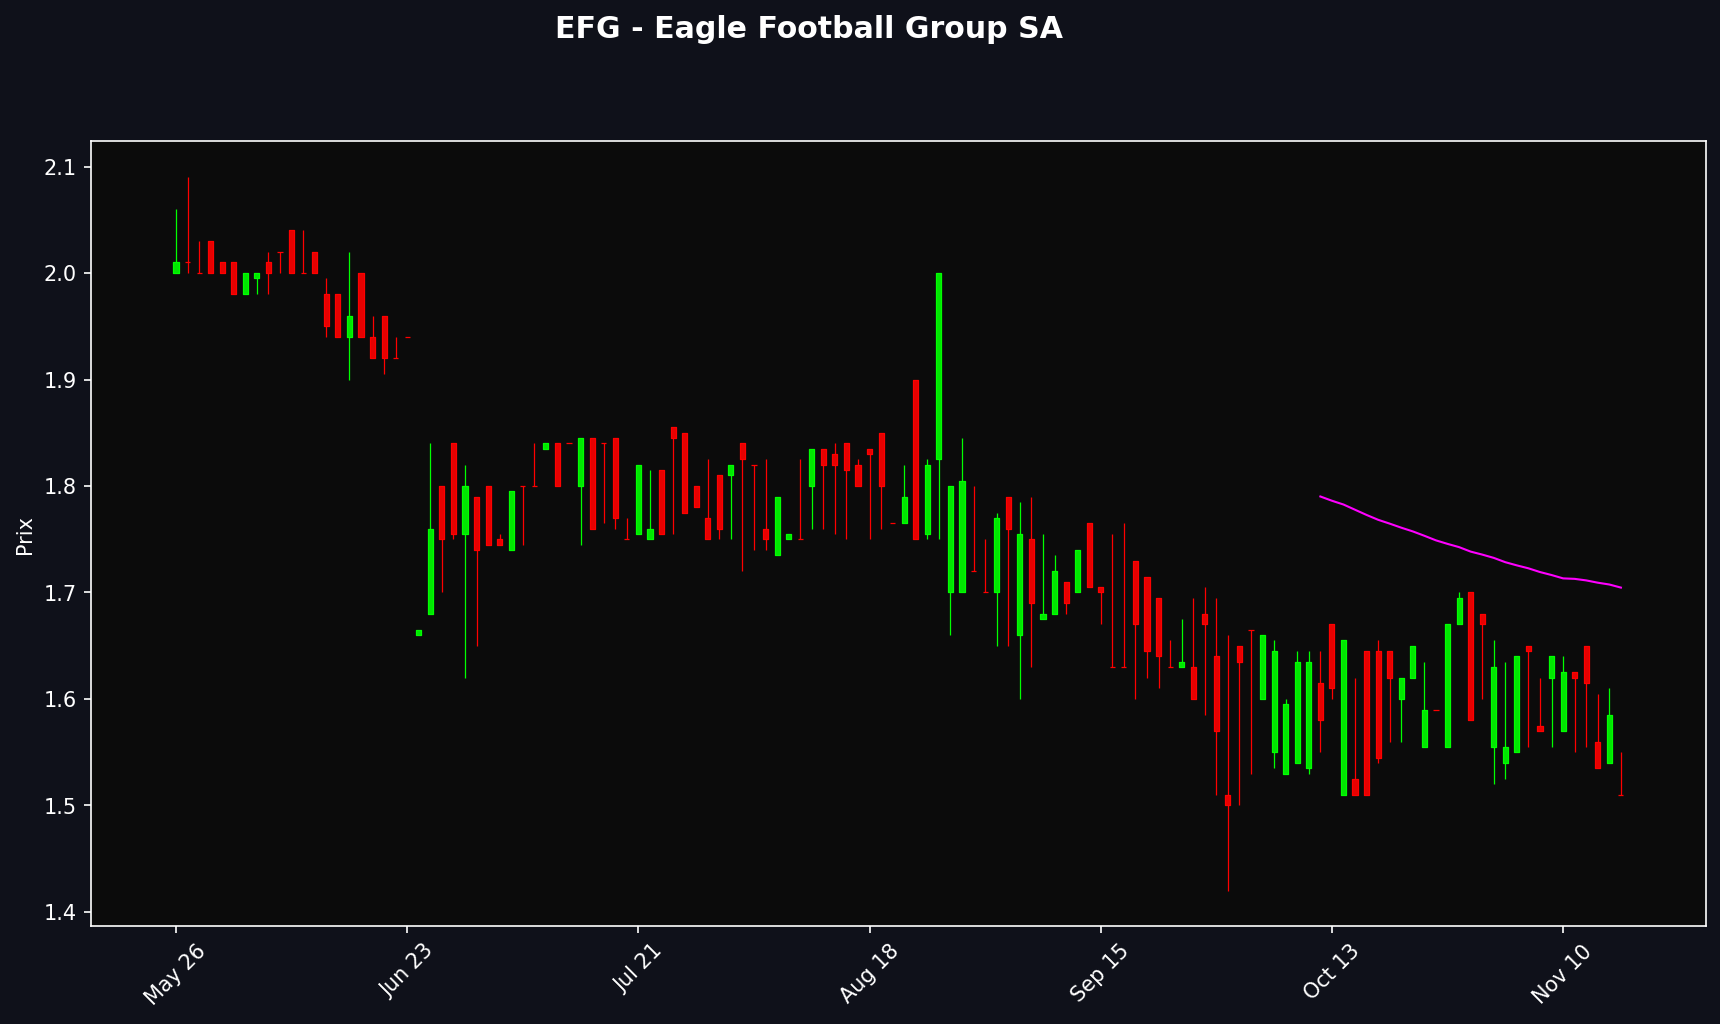 EFG - Eagle Football Group SA
Prix
2.1
2.0
1.9
1.8
1.7
1.6
1.5
1.4
May 26
Jun 23
Jul 21
Aug 18
Sep 15
Oct 13
Nov 10